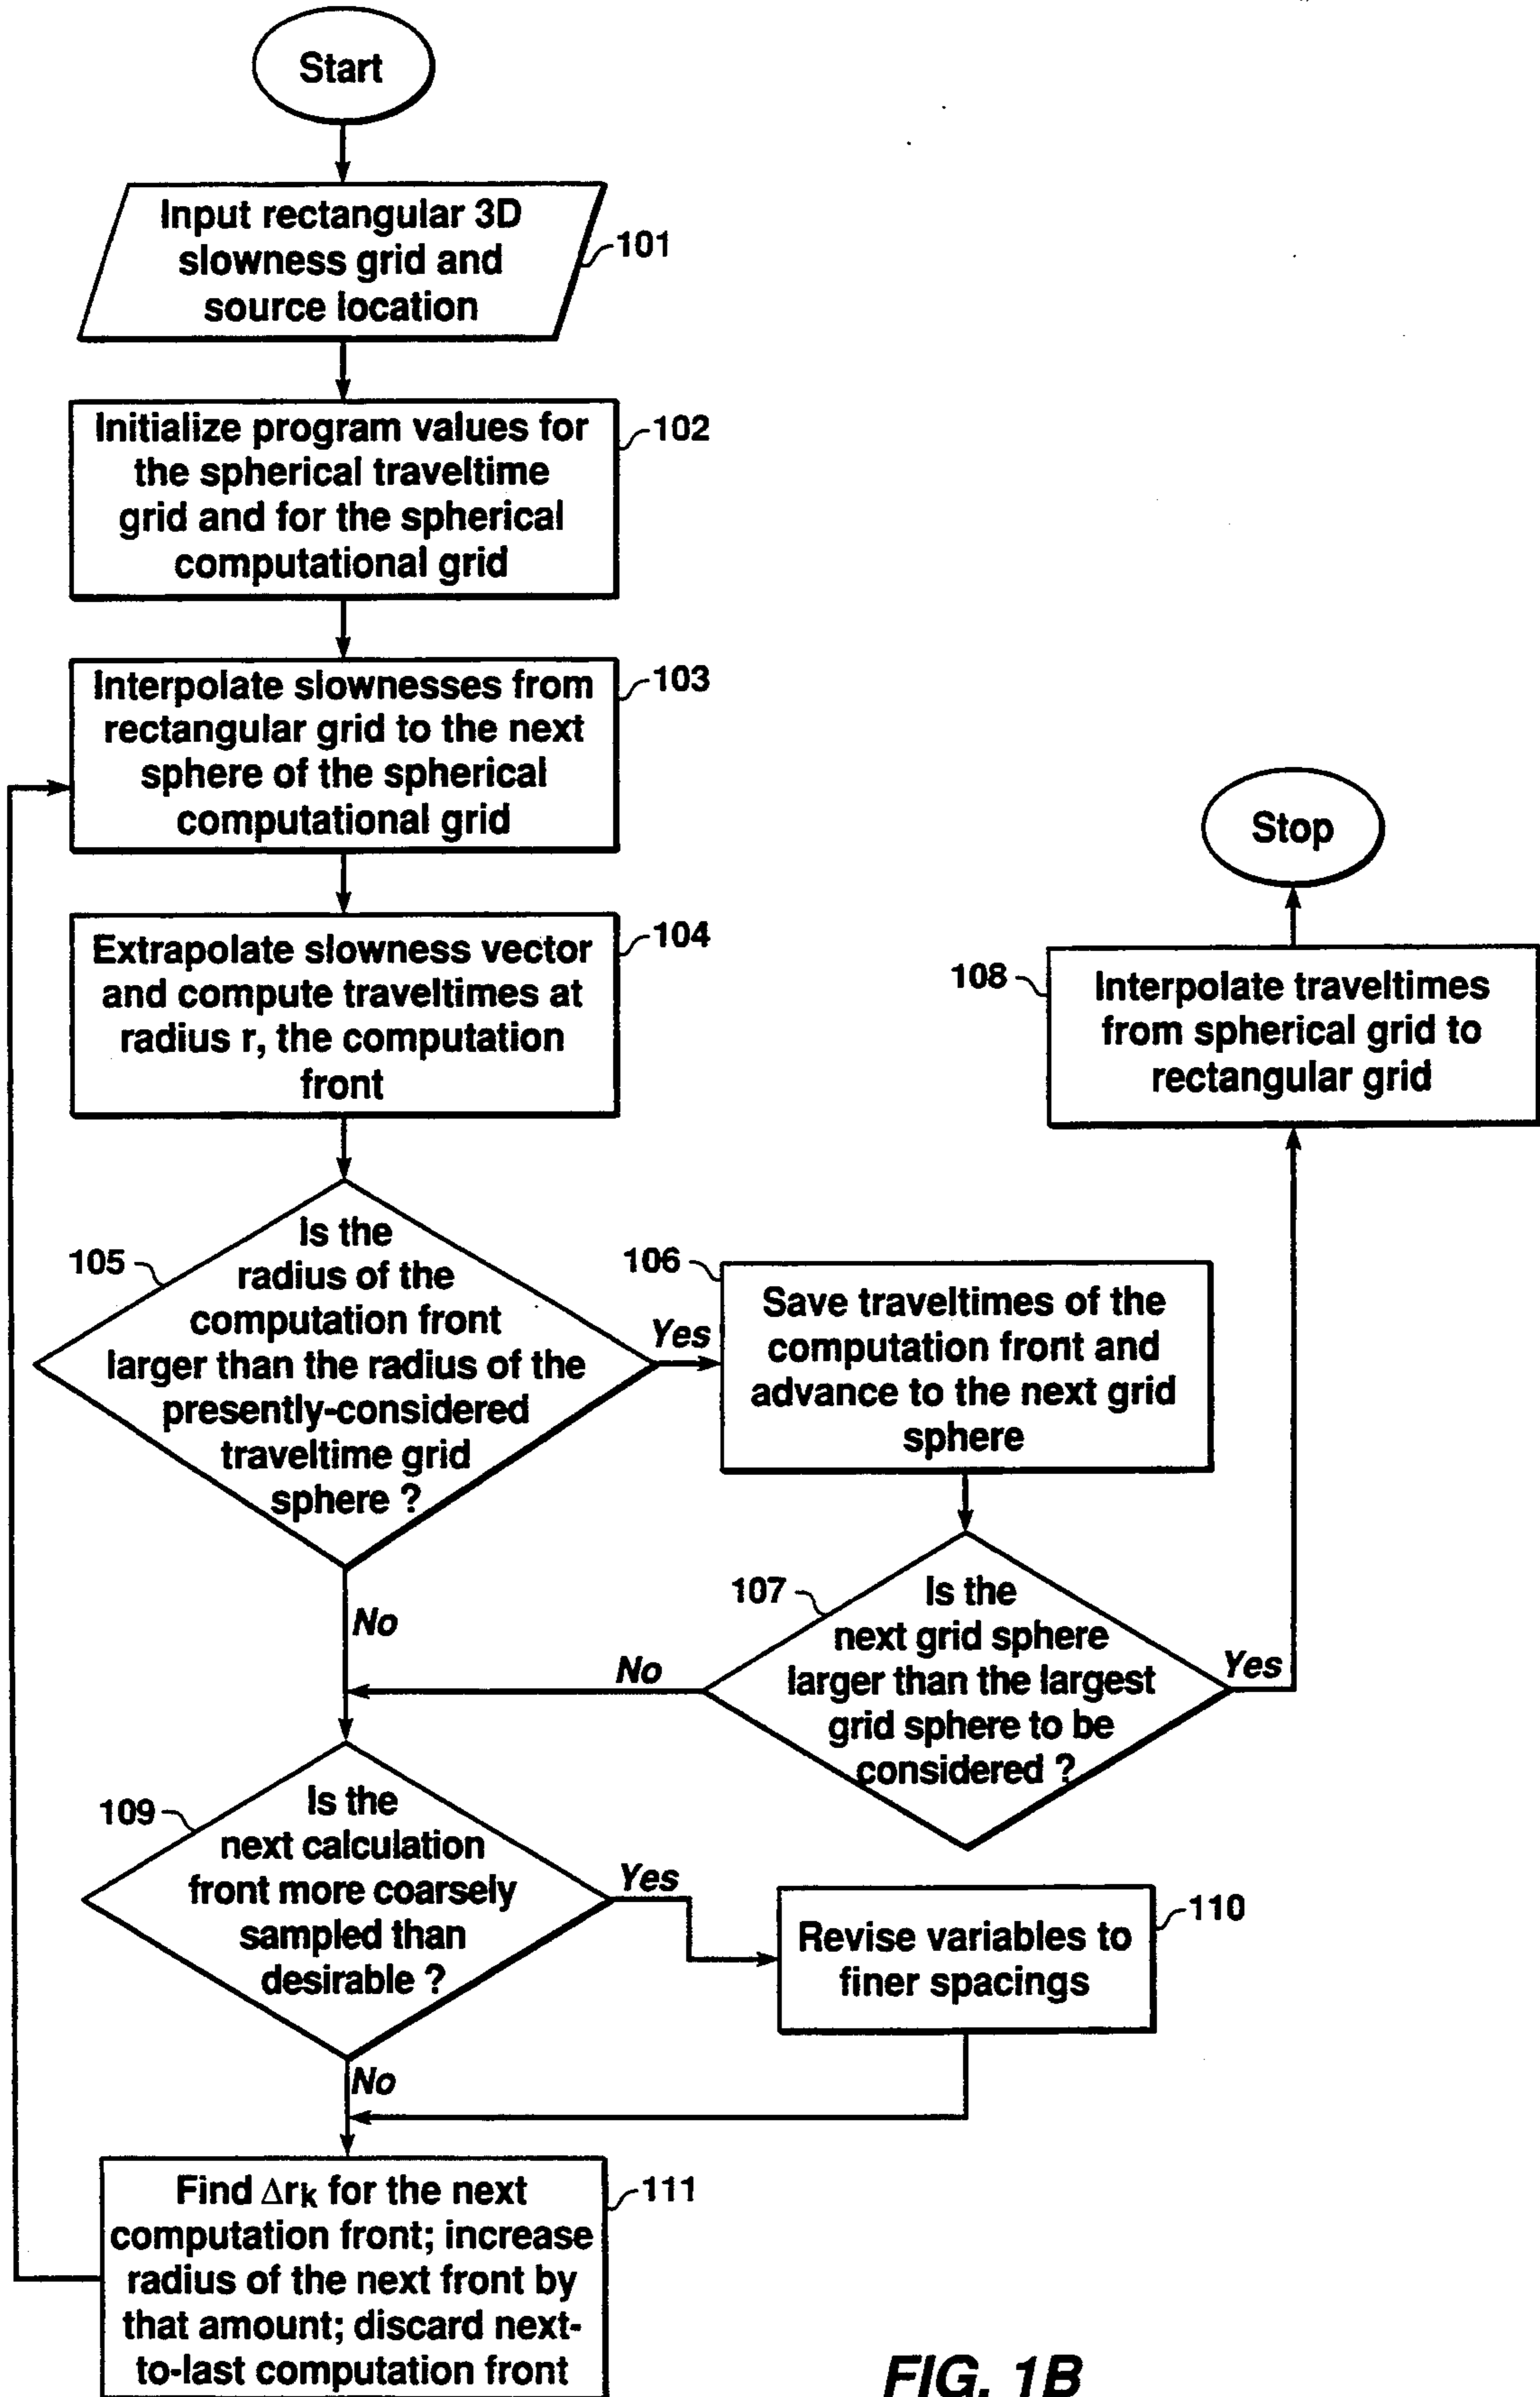 Start
Input rectangular 3D
slowness grid and
source location
101
Initialize program values for
the spherical traveltime
grid and for the spherical
computational grid
102
Interpolate slownesses from
rectangular grid to the next
sphere of the spherical
computational grid
103
Extrapolate slowness vector
and compute traveltimes at
radius r, the computation
front
104
Is the
radius of the
computation front
larger than the radius of the
presently-considered
traveltime grid
sphere ?
105
Yes
No
Save traveltimes of the
computation front and
advance to the next grid
sphere
106
Is the
next grid sphere
larger than the largest
grid sphere to be
considered ?
107
No
Yes
Interpolate traveltimes
from spherical grid to
rectangular grid
108
Stop
Is the
next calculation
front more coarsely
sampled than
desirable ?
109
Yes
No
Revise variables to
finer spacings
110
Find Δrk for the next
computation front; increase
radius of the next front by
that amount; discard next-
to-last computation front
111
FIG. 1B